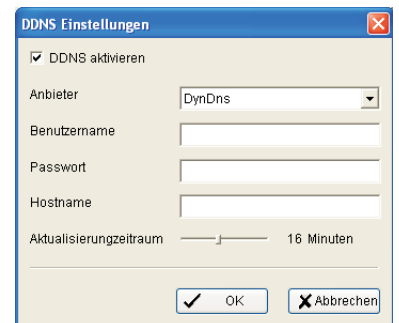 DDNS Einstellungen
DDNS aktivieren
Anbieter DynDns
Benutzername
Passwort
Hostname
Aktualisierungzeitraum 16 Minuten
OK Abbrechen